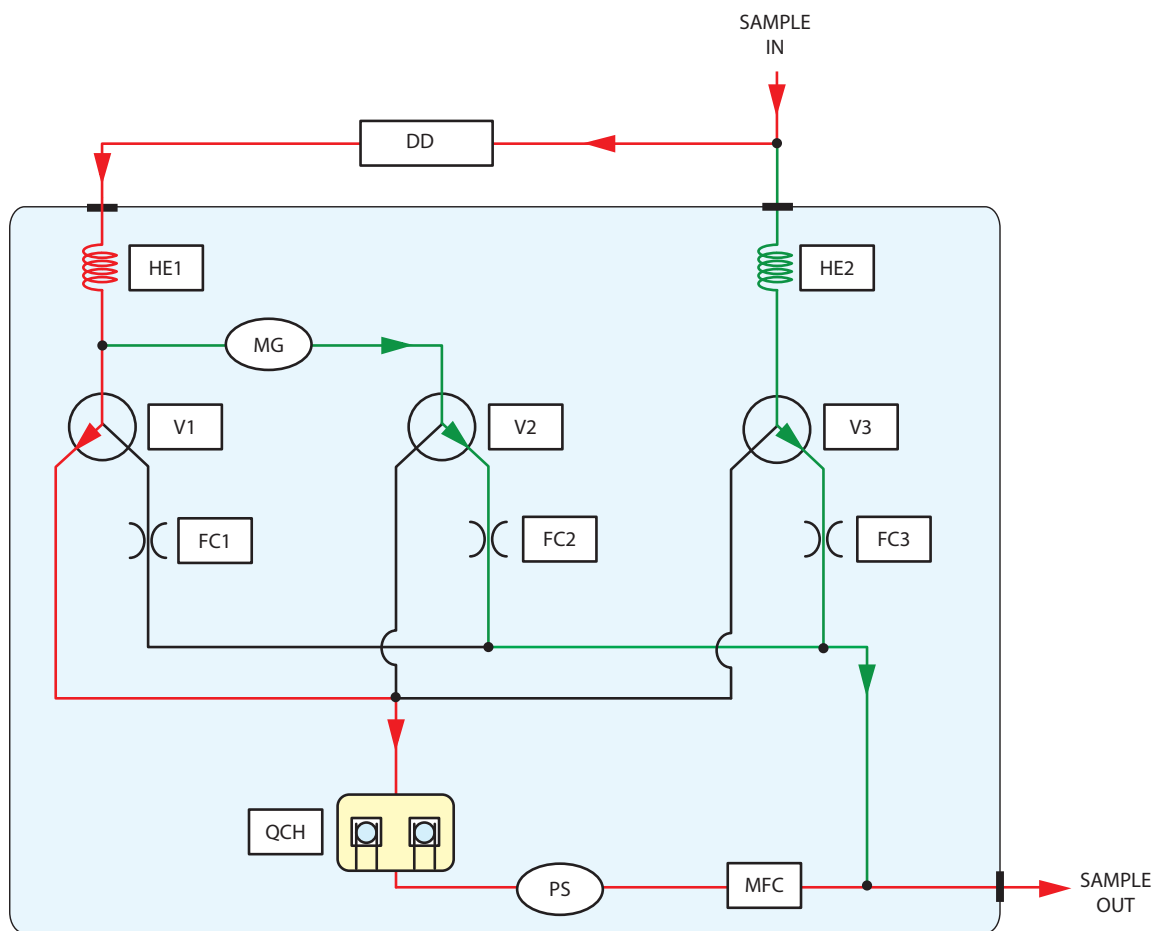 SAMPLE
IN
DD
HE1
HE2
MG
V1
V2
V3
FC1
FC2
FC3
QCH
PS
MFC
SAMPLE
OUT